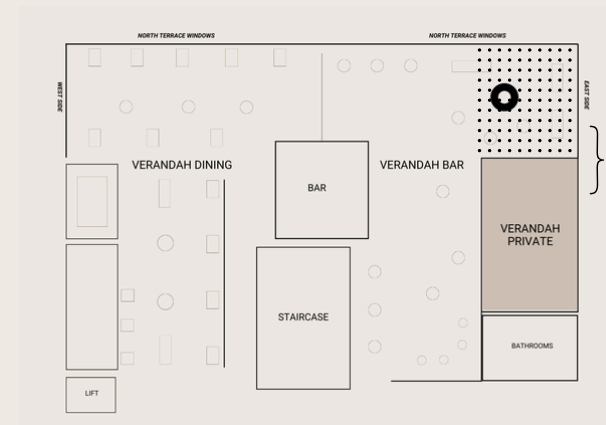 NORTH TERRACE WINDOWS
NORTH TERRACE WINDOWS
WEST SIDE
EAST SIDE
VERANDAH DINING
VERANDAH BAR
BAR
VERANDAH
PRIVATE
STAIRCASE
BATHROOMS
LIFT